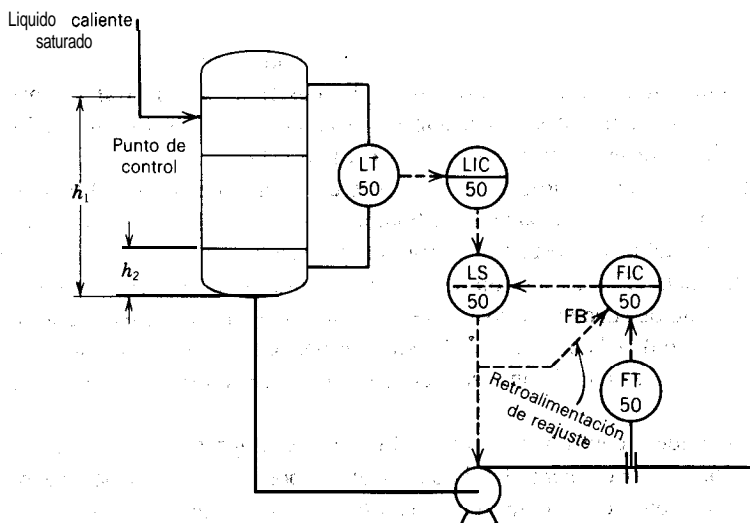 Liquido caliente
saturado
Punto de
control
h₁
h₂
LT
50
LIC
50
LS
50
FIC
50
FB
FT
50
Retroalimentación
de reajuste